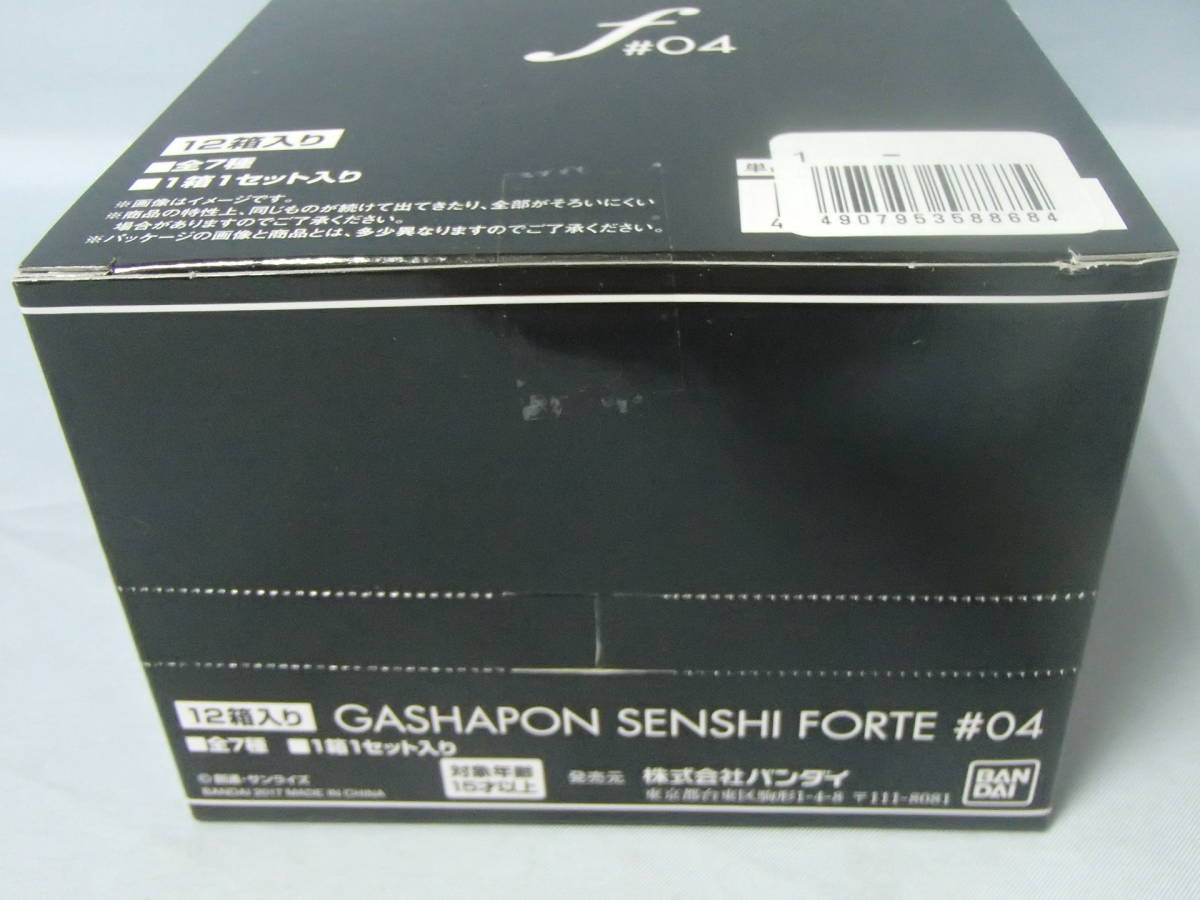 f #04
12箱入り
■全7種
■1箱1セット入り
※画像はイメージです。
※商品の特性上、同じものが続けて出てきたり、全部がそろいにくい
場合がありますのでご了承ください。
※パッケージの画像と商品とは、多少異なりますのでご了承ください。
単
1 –
4907953588684
4
12箱入り GASHAPON SENSHI FORTE #04
■全7種 ■1箱1セット入り
©創通・サンライズ
BANDAI 2017 MADE IN CHINA
対象年齢
15才以上
発売元 株式会社バンダイ
東京都台東区駒形1-4-8 〒111-8081
BAN
DAI